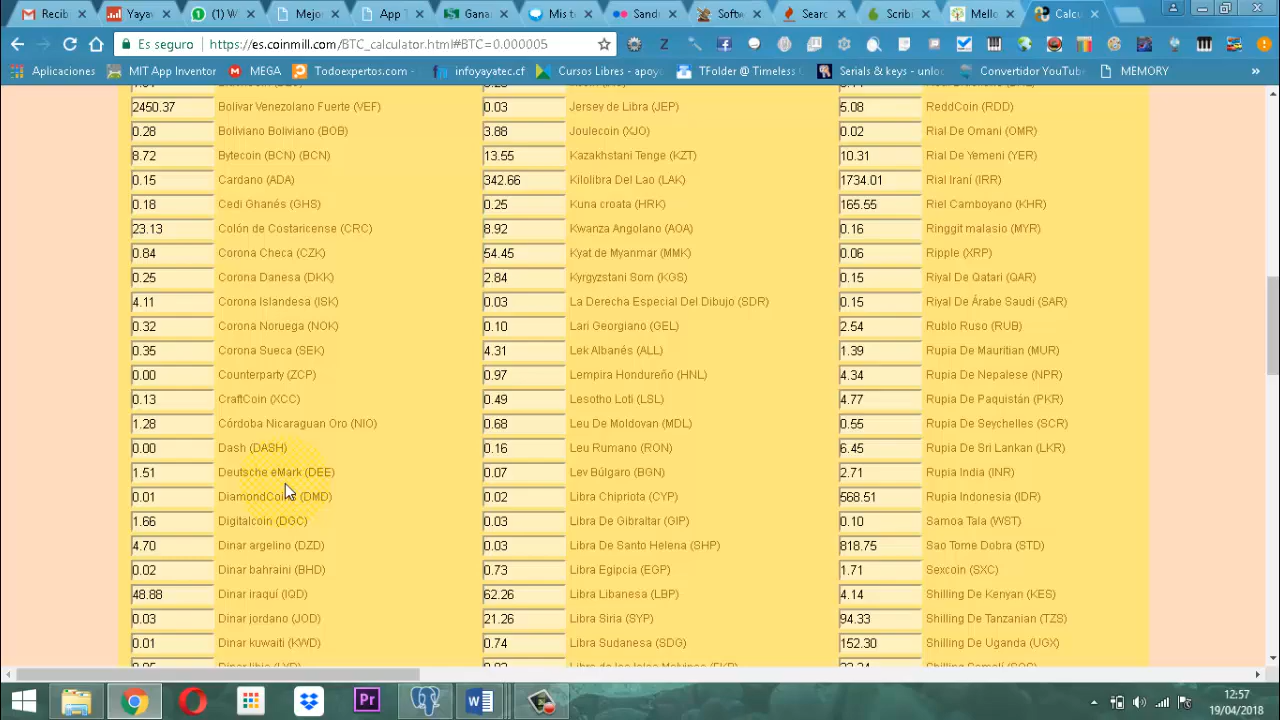 Recib
Yayav
(1) W
Mejo
App T
Gana
Mis t
Sandi
Softw
Searc
Scribi
Mello
Calcu
Es seguro https://es.coinmill.com/BTC_calculator.html#BTC=0.000005
Aplicaciones MIT App Inventor MEGA Todoexpertos.com - infoyayatec.cf Cursos Libres - apoy TFolder @ Timeless Serials & keys - unlo Convertidor YouTu MEMORY »
2450.37 Bolivar Venezolano Fuerte (VEF) 0.03 Jersey de Libra (JEP) 5.08 ReddCoin (RDD)
0.28 Boliviano Boliviano (BOB) 3.88 Joulecoin (XJO) 0.02 Rial De Omani (OMR)
8.72 Bytecoin (BCN) (BCN) 13.55 Kazakhstani Tenge (KZT) 10.31 Rial De Yemeni (YER)
0.15 Cardano (ADA) 342.66 Kilolibra Del Lao (LAK) 1734.01 Rial Iraní (IRR)
0.18 Cedi Ghanés (GHS) 0.25 Kuna croata (HRK) 165.55 Riel Camboyano (KHR)
23.13 Colón de Costaricense (CRC) 8.92 Kwanza Angolano (AOA) 0.16 Ringgit malasio (MYR)
0.84 Corona Checa (CZK) 54.45 Kyat de Myanmar (MMK) 0.06 Ripple (XRP)
0.25 Corona Danesa (DKK) 2.84 Kyrgyzstani Som (KGS) 0.15 Riyal De Qatari (QAR)
4.11 Corona Islandesa (ISK) 0.03 La Derecha Especial Del Dibujo (SDR) 0.15 Riyal De Árabe Saudi (SAR)
0.32 Corona Noruega (NOK) 0.10 Lari Georgiano (GEL) 2.54 Rublo Ruso (RUB)
0.35 Corona Sueca (SEK) 4.31 Lek Albanés (ALL) 1.39 Rupia De Mauritian (MUR)
0.00 Counterparty (ZCP) 0.97 Lempira Hondureño (HNL) 4.34 Rupia De Nepalese (NPR)
0.13 CraftCoin (XCC) 0.49 Lesotho Loti (LSL) 4.77 Rupia De Paquistán (PKR)
1.28 Córdoba Nicaraguan Oro (NIO) 0.68 Leu De Moldovan (MDL) 0.55 Rupia De Seychelles (SCR)
0.00 Dash (DASH) 0.16 Leu Rumano (RON) 6.45 Rupia De Sri Lankan (LKR)
1.51 Deutsche eMark (DEE) 0.07 Lev Búlgaro (BGN) 2.71 Rupia India (INR)
0.01 DiamondCoins (DMD) 0.02 Libra Chipriota (CYP) 568.51 Rupia Indonesia (IDR)
1.66 Digitalcoin (DGC) 0.03 Libra De Gibraltar (GIP) 0.10 Samoa Tala (WST)
4.70 Dinar argelino (DZD) 0.03 Libra De Santo Helena (SHP) 818.75 Sao Tome Dobra (STD)
0.02 Dinar bahraini (BHD) 0.73 Libra Egipcia (EGP) 1.71 Sexcoin (SXC)
48.88 Dinar iraquí (IQD) 62.26 Libra Libanesa (LBP) 4.14 Shilling De Kenyan (KES)
0.03 Dinar jordano (JOD) 21.26 Libra Siria (SYP) 94.33 Shilling De Tanzanian (TZS)
0.01 Dinar kuwaití (KWD) 0.74 Libra Sudanesa (SDG) 152.30 Shilling De Uganda (UGX)
Pr
12:57
19/04/2018